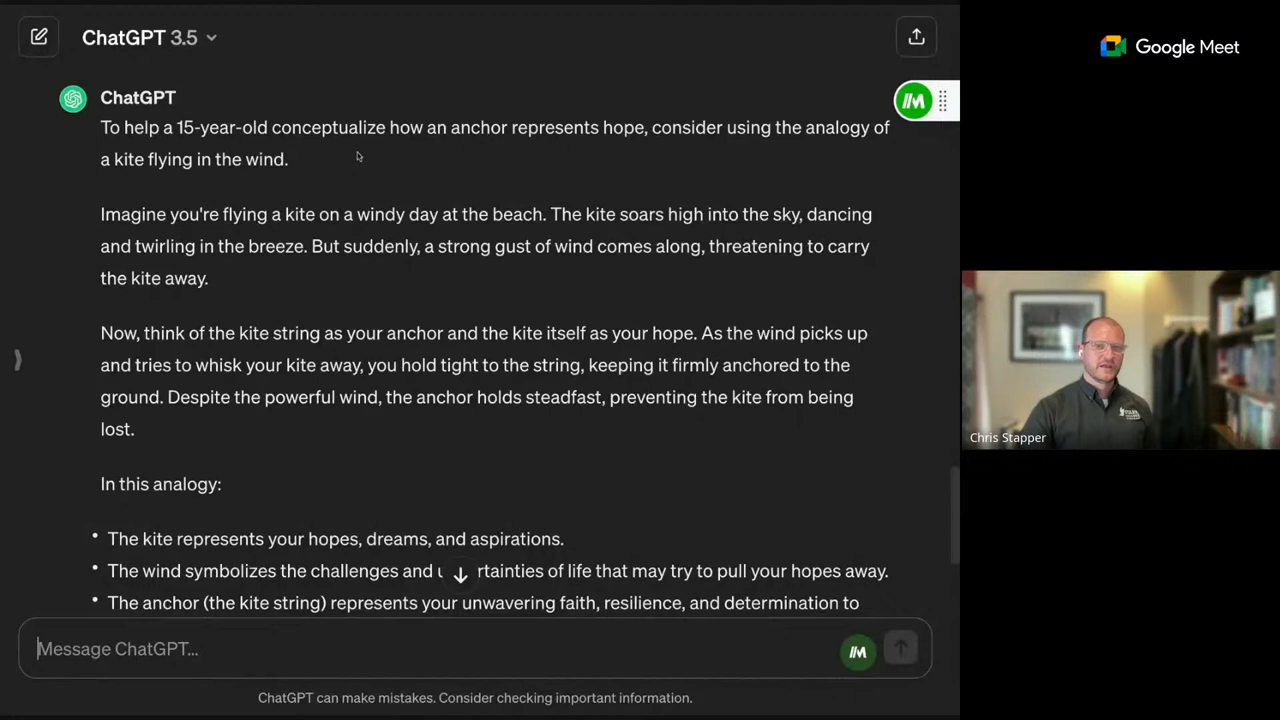 ChatGPT 3.5
Google Meet
ChatGPT
To help a 15-year-old conceptualize how an anchor represents hope, consider using the analogy of
a kite flying in the wind.
Imagine you're flying a kite on a windy day at the beach. The kite soars high into the sky, dancing
and twirling in the breeze. But suddenly, a strong gust of wind comes along, threatening to carry
the kite away.
Now, think of the kite string as your anchor and the kite itself as your hope. As the wind picks up
and tries to whisk your kite away, you hold tight to the string, keeping it firmly anchored to the
ground. Despite the powerful wind, the anchor holds steadfast, preventing the kite from being
lost.
In this analogy:
• The kite represents your hopes, dreams, and aspirations.
• The wind symbolizes the challenges and rtainties of life that may try to pull your hopes away.
• The anchor (the kite string) represents your unwavering faith, resilience, and determination to
Message ChatGPT...
ChatGPT can make mistakes. Consider checking important information.
Chris Stapper